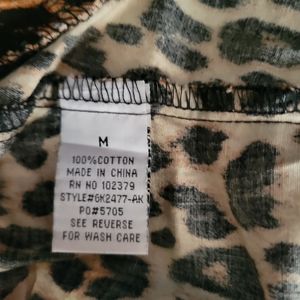 M
100%COTTON
MADE IN CHINA
RN NO 102379
STYLE#GK2477-AK
PO#5705
SEE REVERSE
FOR WASH CARE